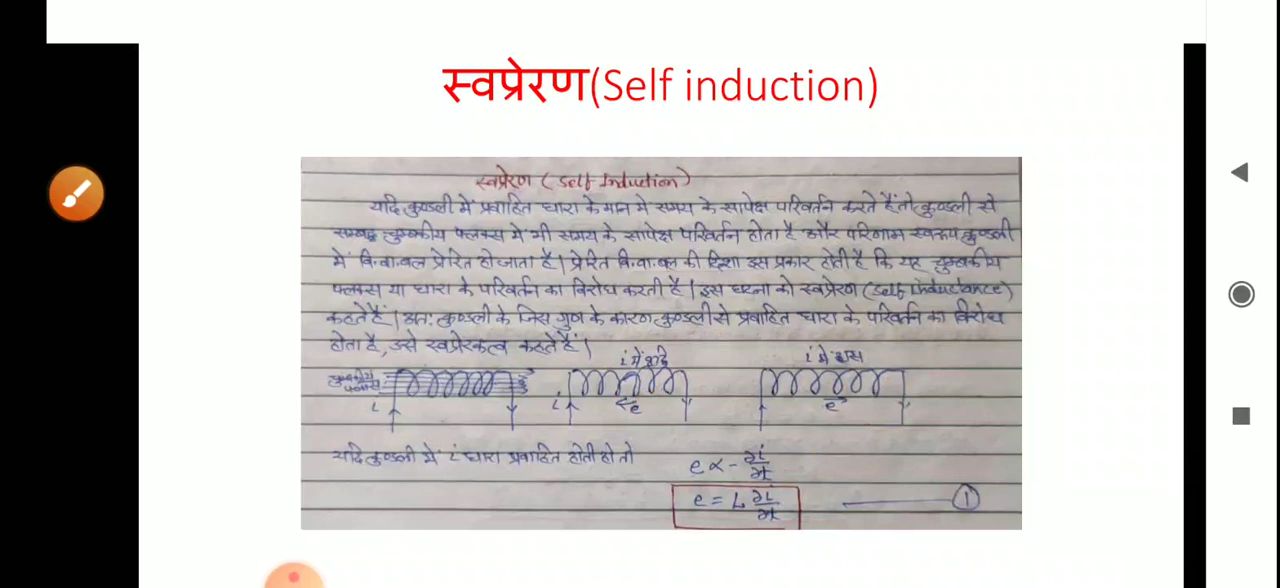 स्वप्रेरण(Self induction)
स्वप्रेरण (Self Induction)
यदि कुण्डली में प्रवाहित धारा के मान मे समय के सापेक्ष परिवर्तन करते हैं तो कुण्डली से
सम्बद्ध चुम्बकीय फ्लक्स मे भी समय के सापेक्ष परिवर्तन होता है और परिणाम स्वरूप कुण्डली
में वि.वा.बल प्रेरित हो जाता है। प्रेरित वि.वा.बल की दिशा इस प्रकार होती है कि यह चुम्बकीय
फ्लक्स या धारा के परिवर्तन का विरोध करती है। इस घटना को स्वप्रेरण (Self inductance)
कहते हैं। अतः कुण्डली के जिस गुण के कारण कुण्डली से प्रवाहित धारा के परिवर्तन का विरोध
होता है, उसे स्वप्रेरकत्व कहते हैं।
चुम्बकीय
फ्लक्स
i
i में वृद्धि
i
e
i में ह्रास
e
यदि कुण्डली मे i धारा प्रवाहित होती हो तो
e ∝ - ∂i/∂t
e = L ∂i/∂t ①